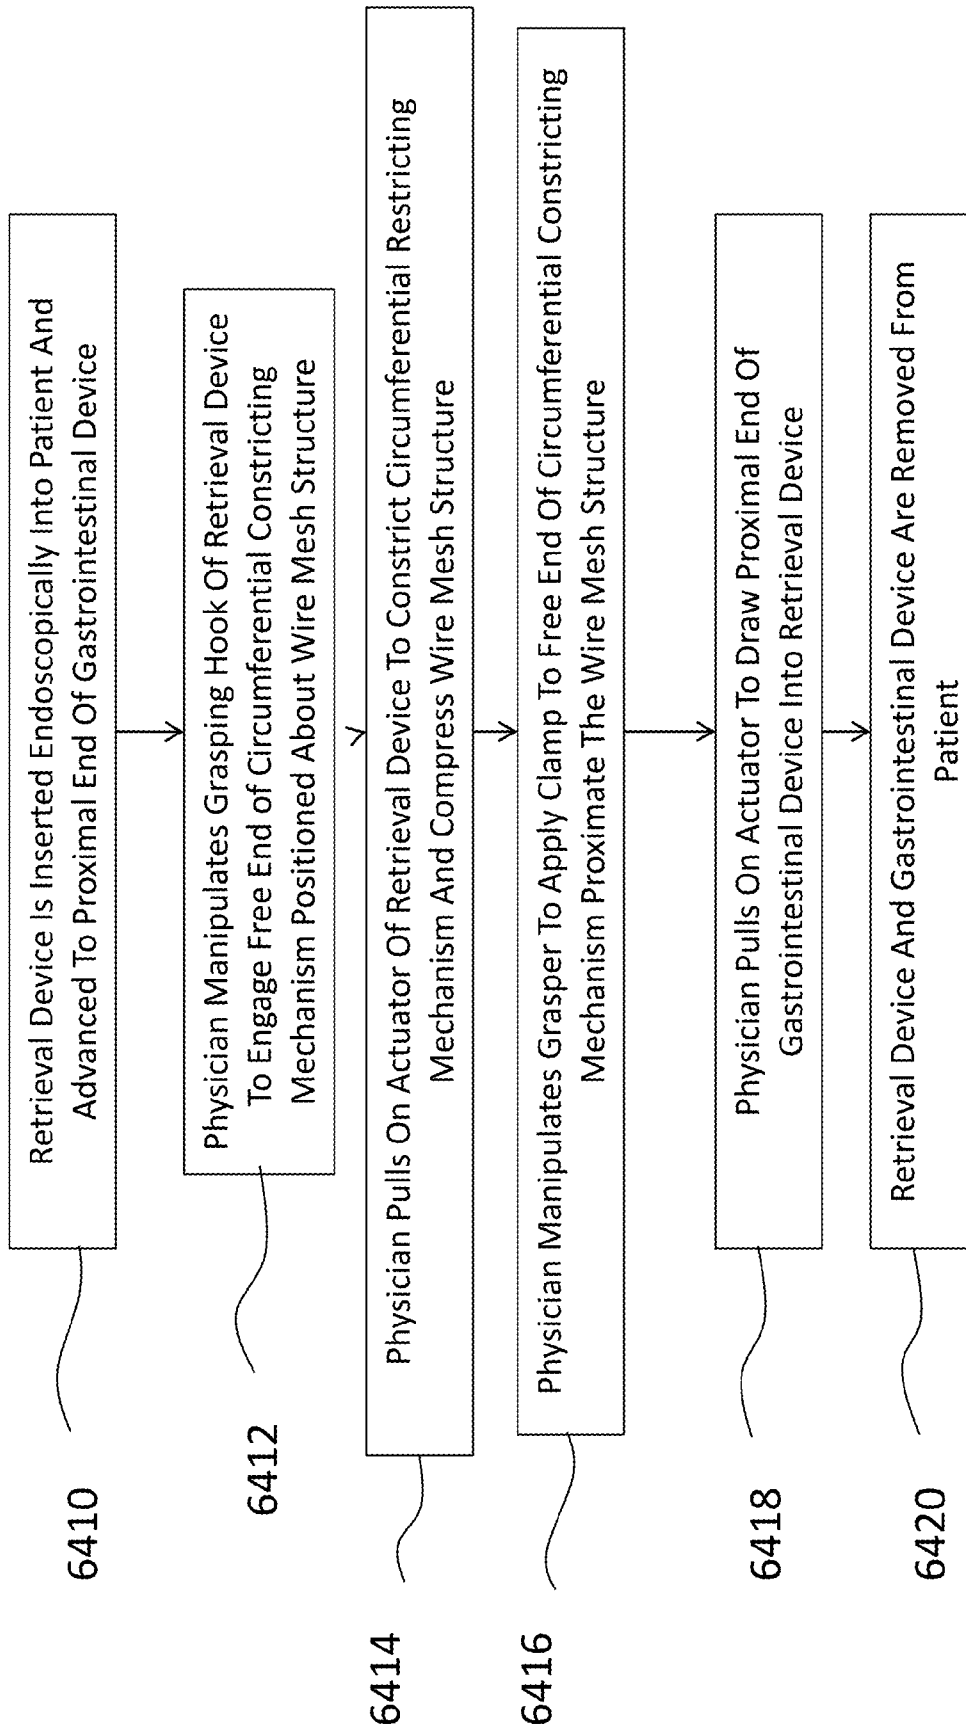 6410
Retrieval Device Is Inserted Endoscopically Into Patient And
Advanced To Proximal End Of Gastrointestinal Device
6412
Physician Manipulates Grasping Hook Of Retrieval Device
To Engage Free End of Circumferential Constricting
Mechanism Positioned About Wire Mesh Structure
6414
Physician Pulls On Actuator Of Retrieval Device To Constrict Circumferential Restricting
Mechanism And Compress Wire Mesh Structure
6416
Physician Manipulates Grasper To Apply Clamp To Free End Of Circumferential Constricting
Mechanism Proximate The Wire Mesh Structure
6418
Physician Pulls On Actuator To Draw Proximal End Of
Gastrointestinal Device Into Retrieval Device
6420
Retrieval Device And Gastrointestinal Device Are Removed From
Patient